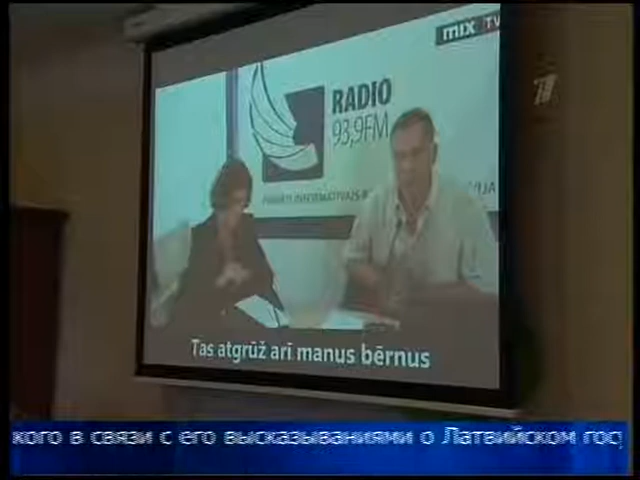 mix TV
RADIO
93,9FM
Tas atgrūž arī manus bērnus
кого в связи с его высказываниями о Латвийском гос